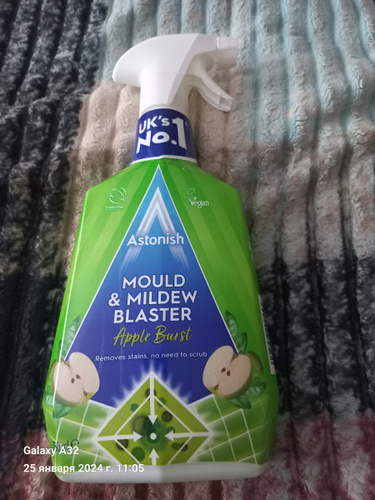 UK's
No.1
vegan
Astonish
MOULD
& MILDEW
BLASTER
Apple Burst
Removes stains, no need to scrub
Galaxy A32
25 января 2024 г. 11:05